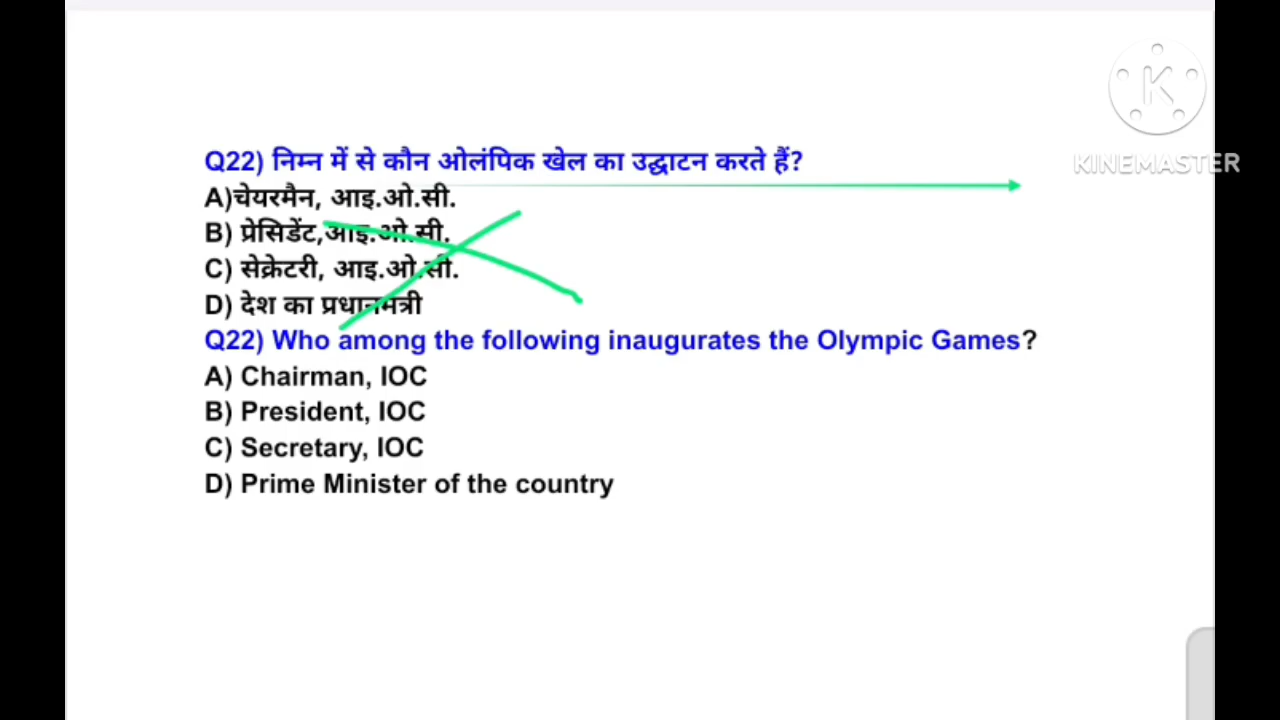 KINEMASTER
Q22) निम्न में से कौन ओलंपिक खेल का उद्घाटन करते हैं?
A)चेयरमैन, आइ.ओ.सी.
B) प्रेसिडेंट,आइ.ओ.सी.
C) सेक्रेटरी, आइ.ओ.सी.
D) देश का प्रधानमंत्री
Q22) Who among the following inaugurates the Olympic Games?
A) Chairman, IOC
B) President, IOC
C) Secretary, IOC
D) Prime Minister of the country